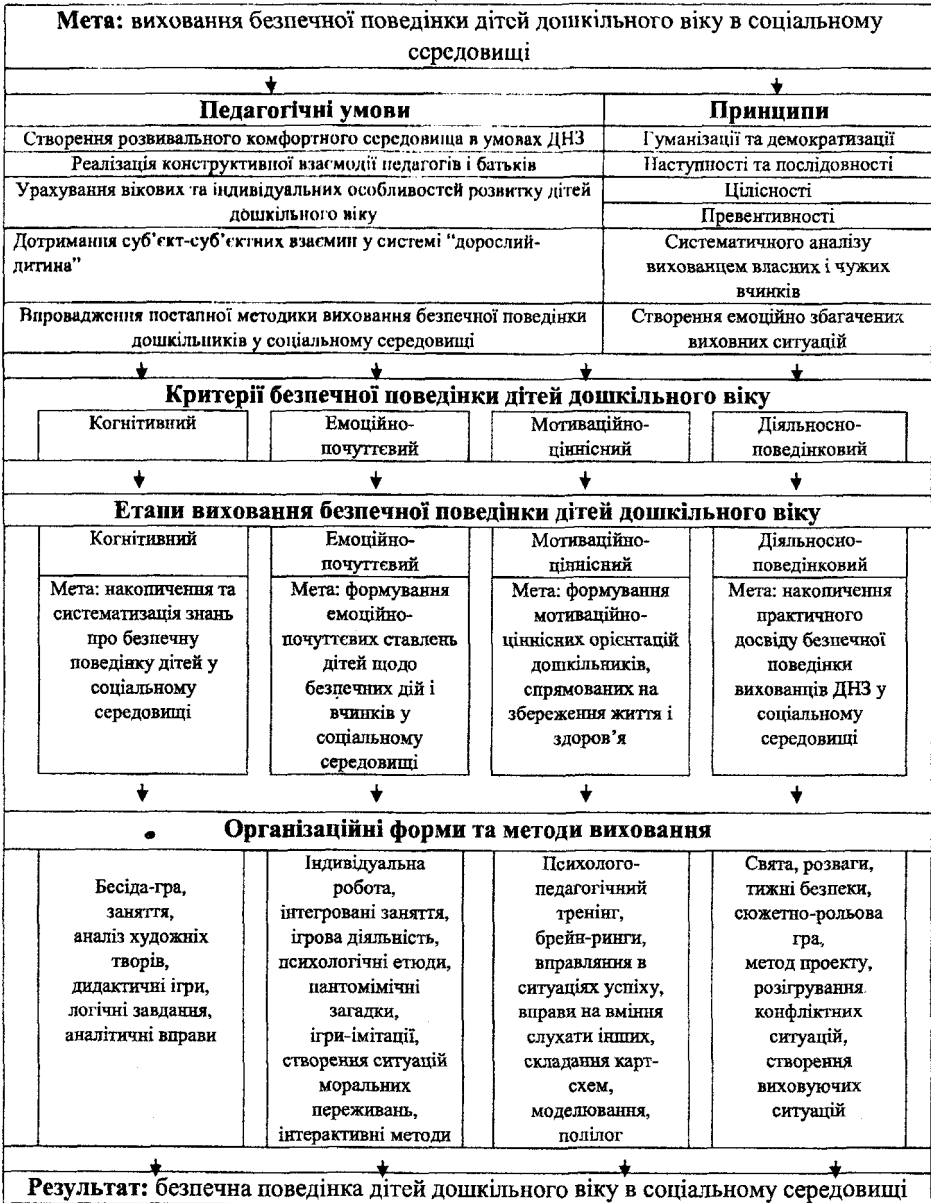 Мета: виховання безпечної поведінки дітей дошкільного віку в соціальному
середовищі
Педагогічні умови
Створення розвивального комфортного середовища в умовах ДНЗ
Реалізація конструктивної взаємодії педагогів і батьків
Урахування вікових та індивідуальних особливостей розвитку дітей
дошкільного віку
Дотримання суб’єкт-суб’єктних взаємин у системі “дорослий-
дитина”
Впровадження поетапної методики виховання безпечної поведінки
дошкільників у соціальному середовищі
Принципи
Гуманізації та демократизації
Наступності та послідовності
Цілісності
Превентивності
Систематичного аналізу
вихованцем власних і чужих
вчинків
Створення емоційно збагачених
виховних ситуацій
Критерії безпечної поведінки дітей дошкільного віку
Когнітивний
Емоційно-
почуттєвий
Мотиваційно-
ціннісний
Діяльносно-
поведінковий
Етапи виховання безпечної поведінки дітей дошкільного віку
Когнітивний
Мета: накопичення та
систематизація знань
про безпечну
поведінку дітей у
соціальному
середовищі
Емоційно-
почуттєвий
Мета: формування
емоційно-
почуттєвих ставлень
дітей щодо
безпечних дій і
вчинків у
соціальному
середовищі
Мотиваційно-
ціннісний
Мета: формування
мотиваційно-
ціннісних орієнтацій
дошкільників,
спрямованих на
збереження життя і
здоров’я
Діяльносно-
поведінковий
Мета: накопичення
практичного
досвіду безпечної
поведінки
вихованців ДНЗ у
соціальному
середовищі
Організаційні форми та методи виховання
Бесіда-гра,
заняття,
аналіз художніх
творів,
дидактичні ігри,
логічні завдання,
аналітичні вправи
Індивідуальна
робота,
інтегровані заняття,
ігрова діяльність,
психологічні етюди,
пантомімічні
загадки,
ігри-імітації,
створення ситуацій
моральних
переживань,
інтерактивні методи
Психолого-
педагогічний
тренінг,
брейн-ринги,
вправляння в
ситуаціях успіху,
вправи на вміння
слухати інших,
складання карт-
схем,
моделювання,
полілог
Свята, розваги,
тижні безпеки,
сюжетно-рольова
гра,
метод проекту,
розігрування
конфліктних
ситуацій,
створення
виховуючих
ситуацій
Результат: безпечна поведінка дітей дошкільного віку в соціальному середовищі